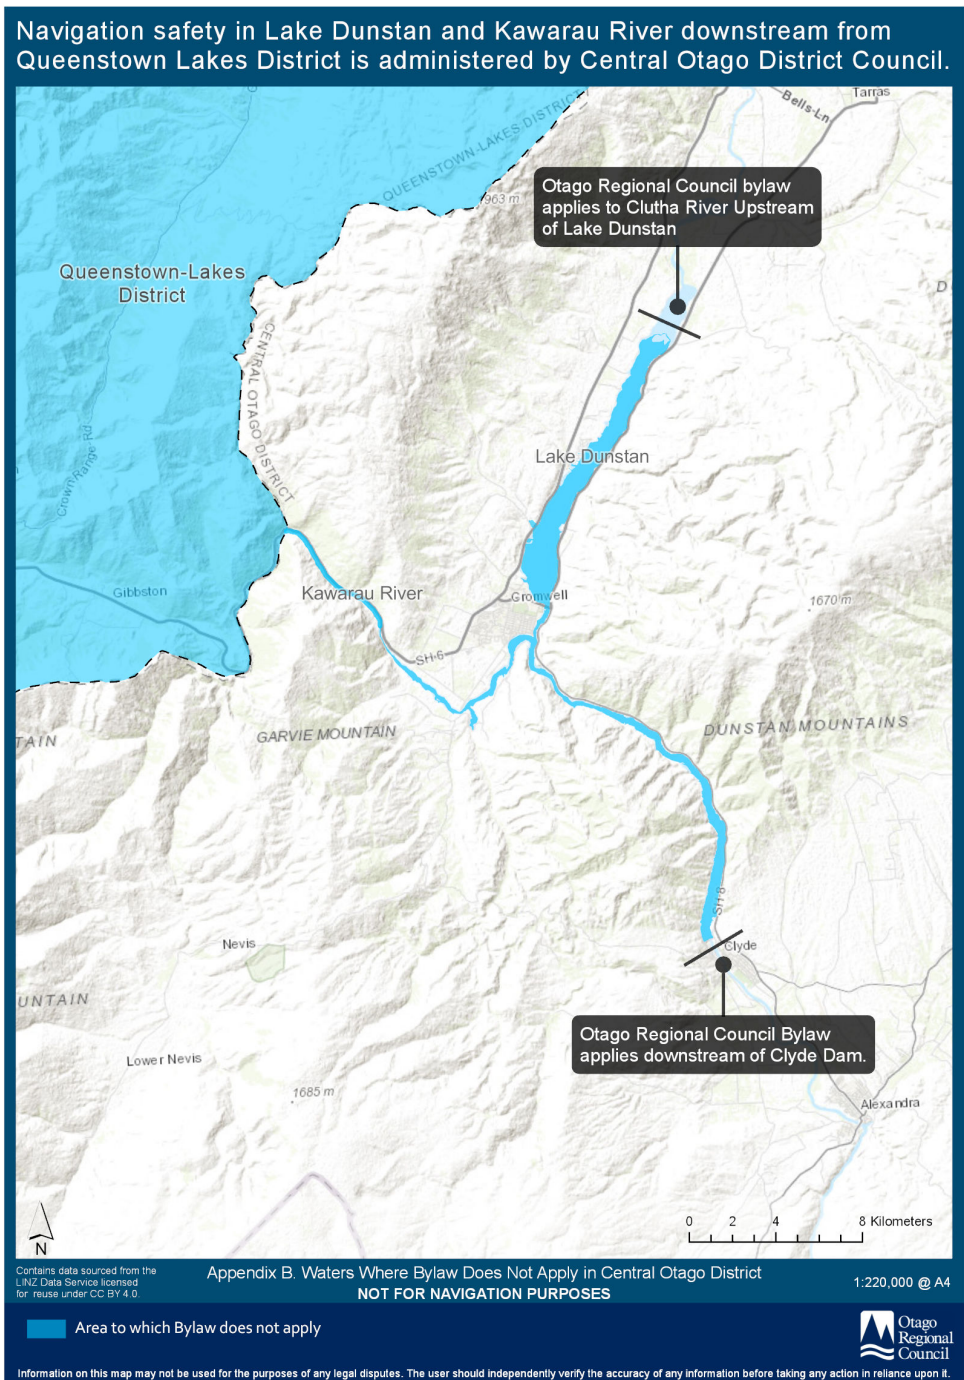 Navigation safety in Lake Dunstan and Kawarau River downstream from
Queenstown Lakes District is administered by Central Otago District Council.
Tarras
Bells-Ln
QUEENSTOWN-LAKES-DISTRICT
963 m
Otago Regional Council bylaw
applies to Clutha River Upstream
of Lake Dunstan
Queenstown-Lakes
District
D
CENTRAL OTAGO DISTRICT
Crown Range Rd
Lake Dunstan
Gibbston
Kawarau River
Cromwell
1670 m
SH-6
GARVIE MOUNTAIN
DUNSTAN MOUNTAINS
TAIN
SH 8
Nevis
Clyde
UNTAIN
Otago Regional Council Bylaw
applies downstream of Clyde Dam.
Lower Nevis
1685 m
Alexandra
0 2 4 8 Kilometers
N
Contains data sourced from the
LINZ Data Service licensed
for reuse under CC BY 4.0.
Appendix B. Waters Where Bylaw Does Not Apply in Central Otago District
NOT FOR NAVIGATION PURPOSES
1:220,000 @ A4
Area to which Bylaw does not apply
Otago
Regional
Council
Information on this map may not be used for the purposes of any legal disputes. The user should independently verify the accuracy of any information before taking any action in reliance upon it.